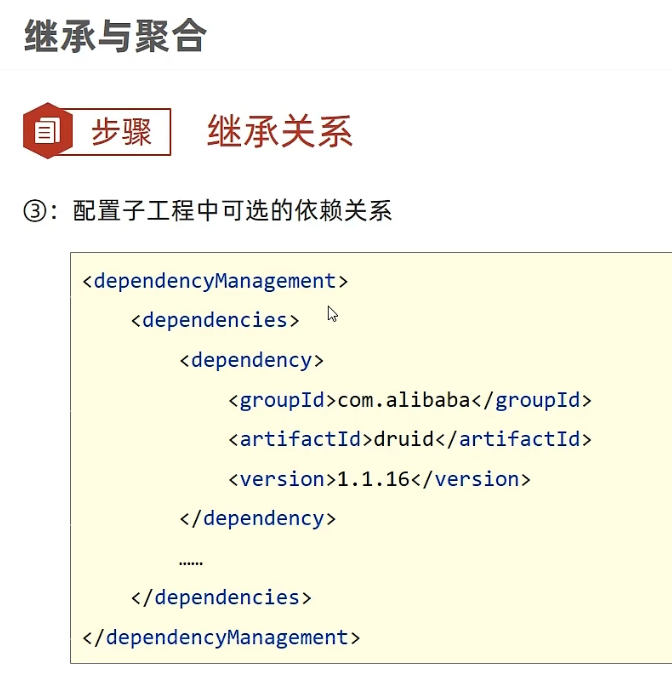 继承与聚合
步骤
继承关系
③：配置子工程中可选的依赖关系
<dependencyManagement>
    <dependencies>
        <dependency>
            <groupId>com.alibaba</groupId>
            <artifactId>druid</artifactId>
            <version>1.1.16</version>
        </dependency>
        ……
    </dependencies>
</dependencyManagement>